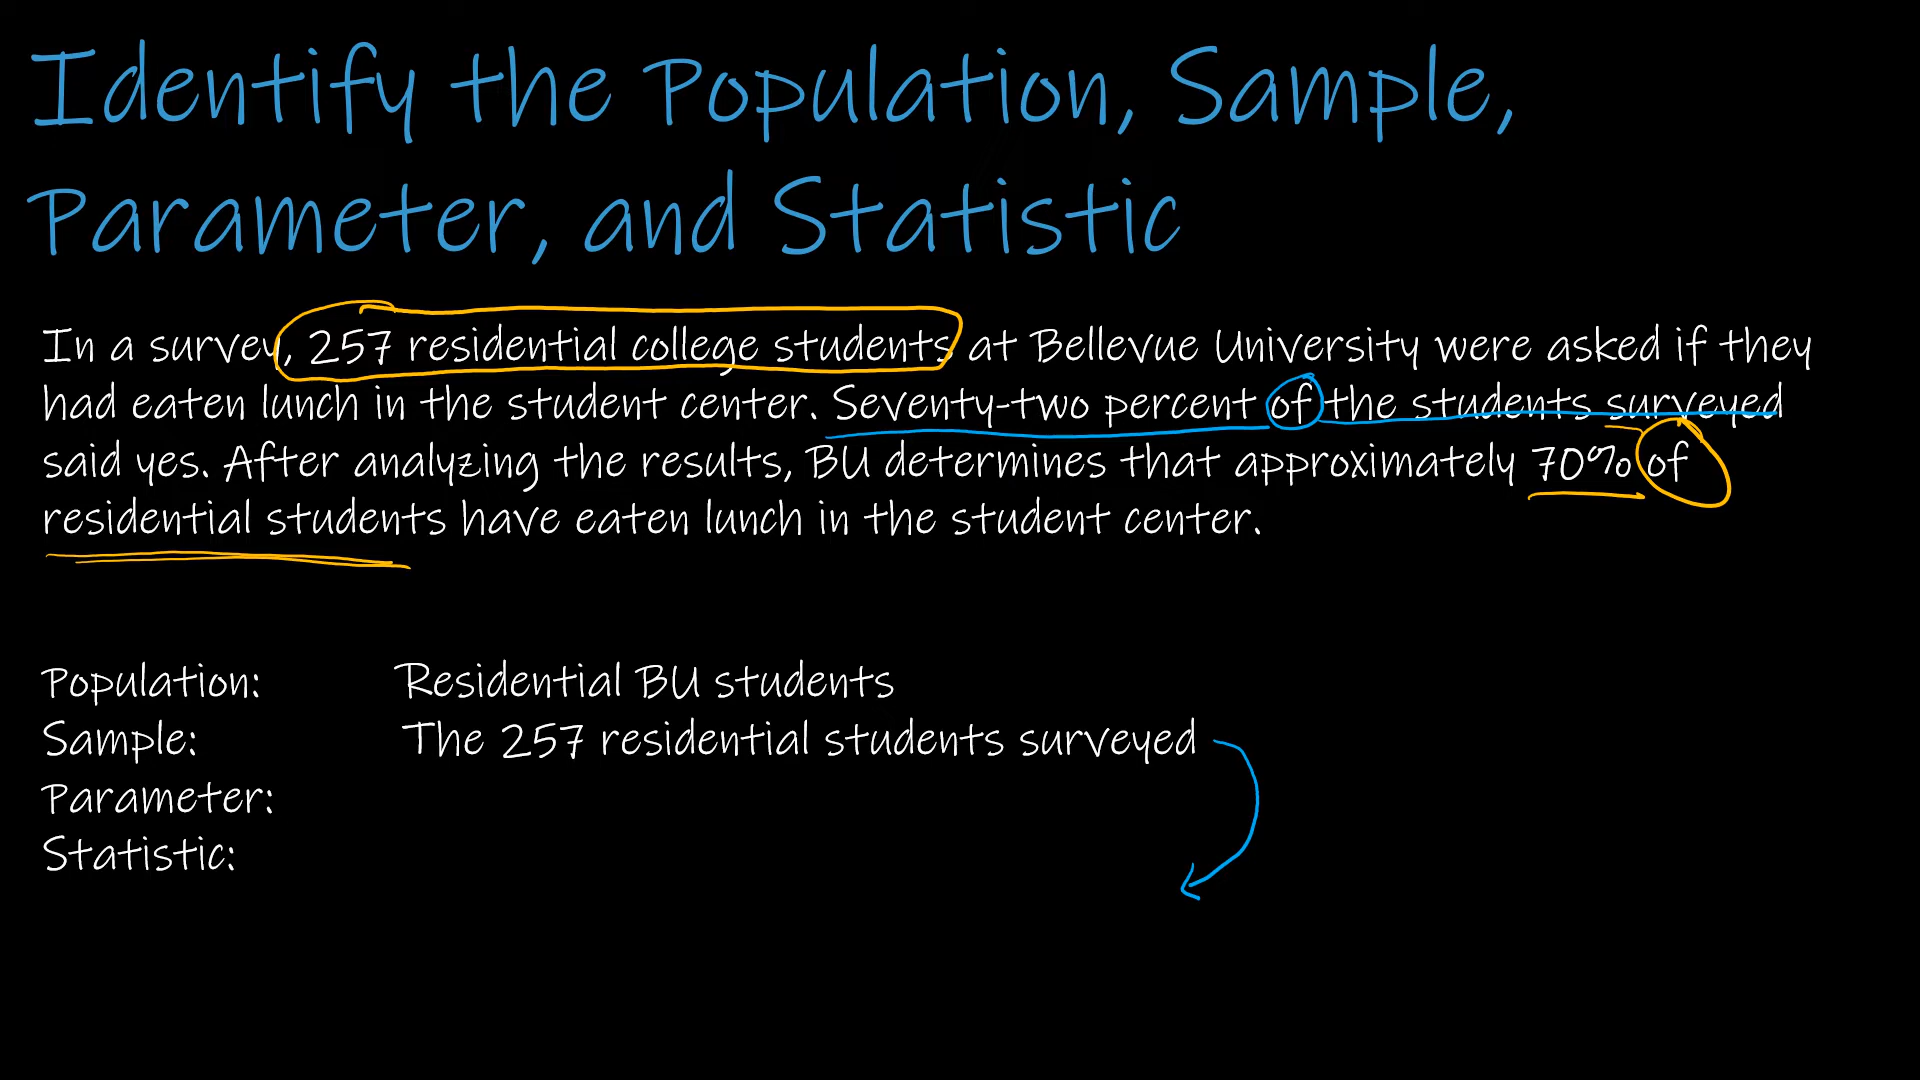 Identify the Population, Sample,
Parameter, and Statistic
In a survey, 257 residential college students at Bellevue University were asked if they
had eaten lunch in the student center. Seventy-two percent of the students surveyed
said yes. After analyzing the results, BU determines that approximately 70% of
residential students have eaten lunch in the student center.
Population: Residential BU students
Sample: The 257 residential students surveyed
Parameter:
Statistic: